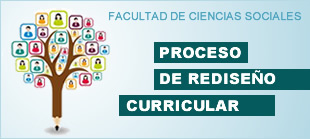 FACULTAD DE CIENCIAS SOCIALES
PROCESO
DE REDISEÑO
CURRICULAR